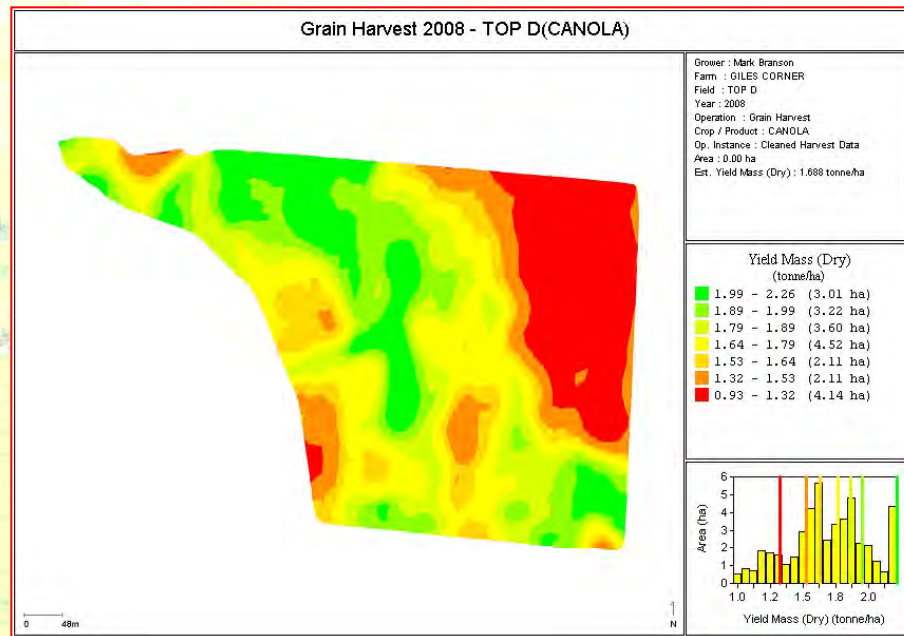 Grain Harvest 2008 - TOP D(CANOLA)
Grower : Mark Branson
Farm : GILES CORNER
Field : TOP D
Year : 2008
Operation : Grain Harvest
Crop / Product : CANOLA
Op. Instance : Cleaned Harvest Data
Area : 0.00 ha
Est. Yield Mass (Dry) : 1.688 tonne/ha
Yield Mass (Dry)
(tonne/ha)
1.99 - 2.26 (3.01 ha)
1.89 - 1.99 (3.22 ha)
1.79 - 1.89 (3.60 ha)
1.64 - 1.79 (4.52 ha)
1.53 - 1.64 (2.11 ha)
1.32 - 1.53 (2.11 ha)
0.93 - 1.32 (4.14 ha)
6
5
4
3
2
1
0
Area (ha)
1.0 1.2 1.5 1.8 2.0
Yield Mass (Dry) (tonne/ha)
0 48m
N